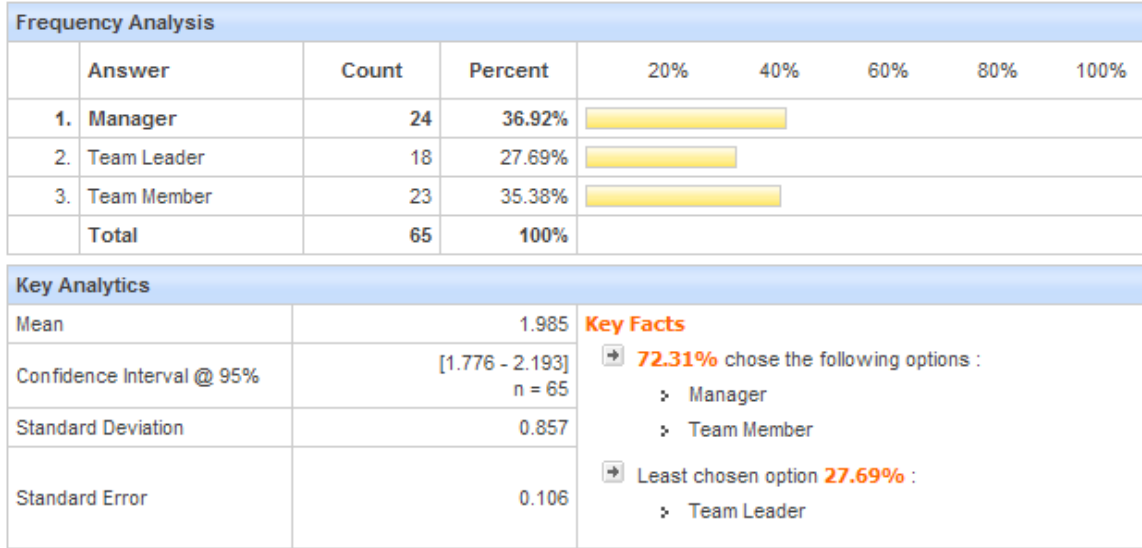 Frequency Analysis
Answer Count Percent 20% 40% 60% 80% 100%
1. Manager 24 36.92%
2. Team Leader 18 27.69%
3. Team Member 23 35.38%
Total 65 100%
Key Analytics
Mean 1.985
Confidence Interval @ 95% [1.776 - 2.193]
n = 65
Standard Deviation 0.857
Standard Error 0.106
Key Facts
72.31% chose the following options :
Manager
Team Member
Least chosen option 27.69% :
Team Leader